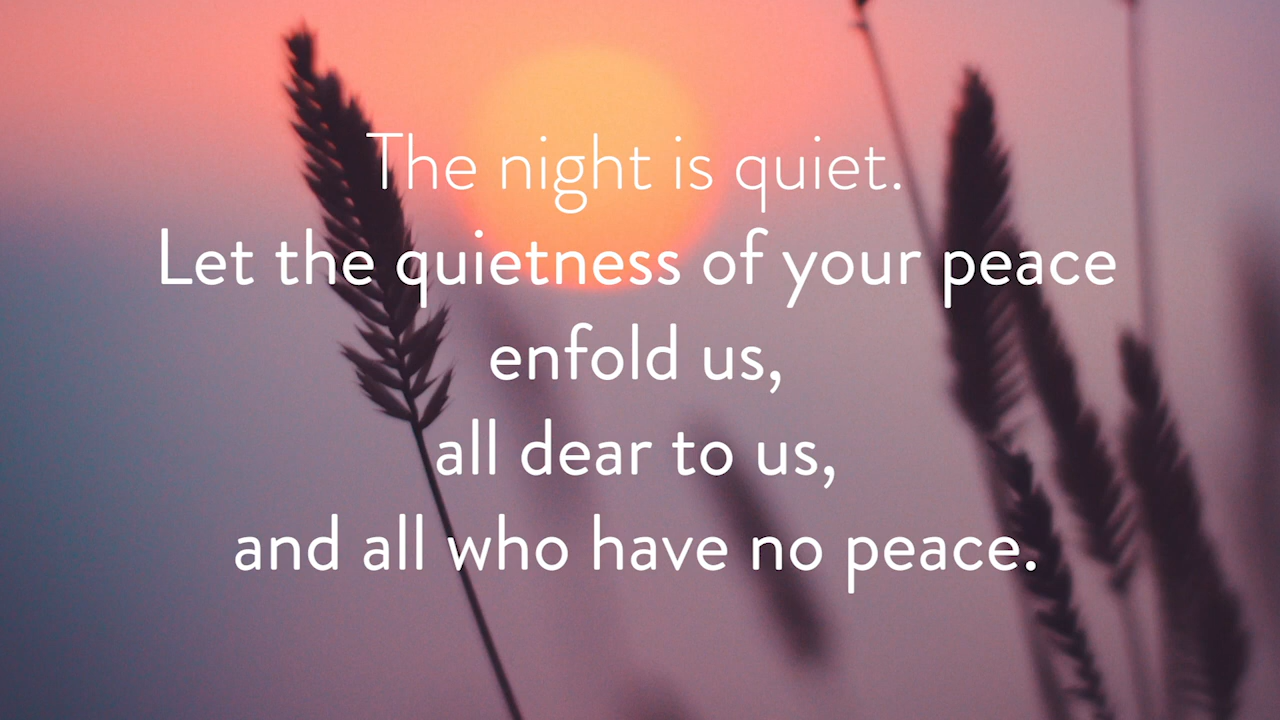 The night is quiet.
Let the quietness of your peace
enfold us,
all dear to us,
and all who have no peace.